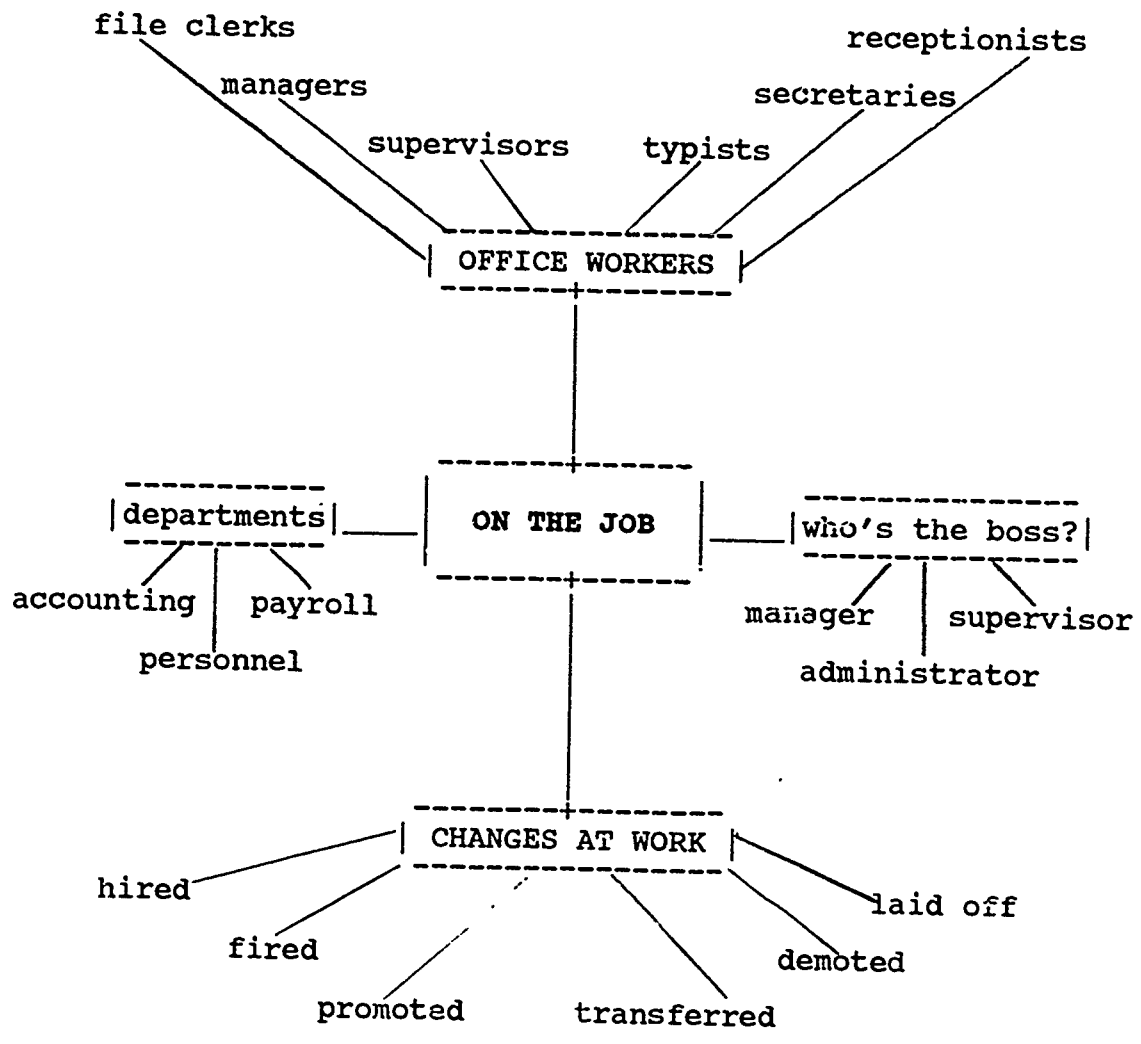 file clerks
receptionists
managers
secretaries
supervisors
typists
OFFICE WORKERS
ON THE JOB
departments
who's the boss?
accounting
payroll
personnel
manager
supervisor
administrator
CHANGES AT WORK
hired
laid off
fired
demoted
promoted
transferred